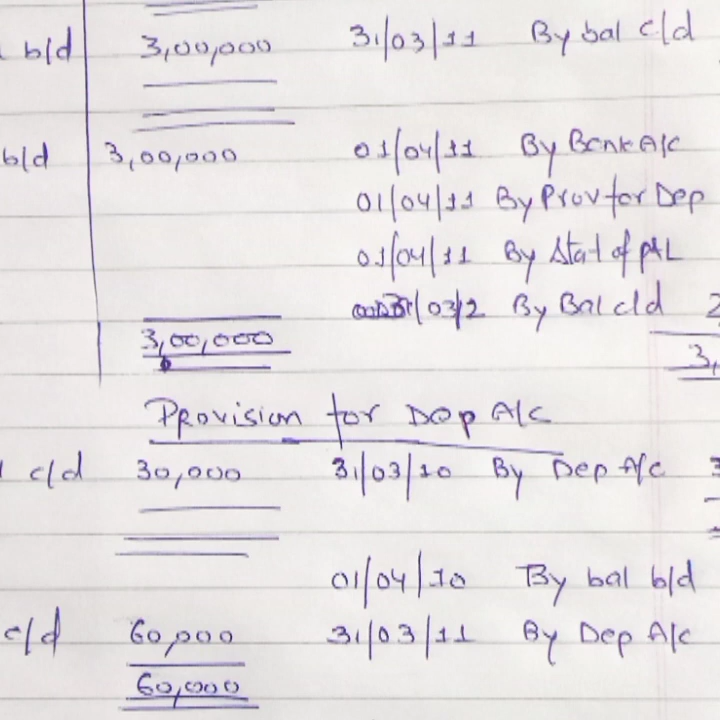 b/d 3,00,000 31/03/11 By bal c/d
b/d 3,00,000 01/04/11 By Bank A/c
01/04/11 By Prov for Dep
01/04/11 By Stat of P&L
/03/12 By Bal c/d 2
3,00,000 3,
Provision for Dep A/c
c/d 30,000 31/03/10 By Dep A/c 3
01/04/10 By bal b/d
c/d 60,000 31/03/11 By Dep A/c
60,000